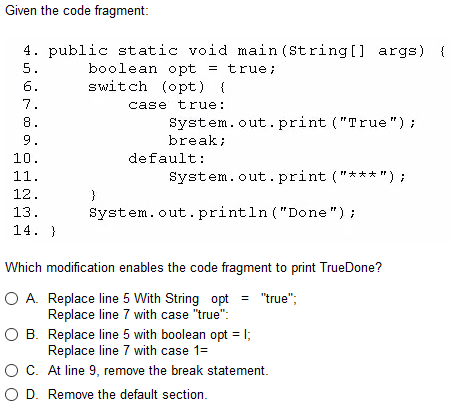 Given the code fragment:
4. public static void main(String[] args) {
5. boolean opt = true;
6. switch (opt) {
7. case true:
8. System.out.print("True");
9. break;
10. default:
11. System.out.print("***");
12. }
13. System.out.println("Done");
14. }
Which modification enables the code fragment to print TrueDone?
A. Replace line 5 With String opt = "true";
Replace line 7 with case "true":
B. Replace line 5 with boolean opt = l;
Replace line 7 with case 1=
C. At line 9, remove the break statement.
D. Remove the default section.